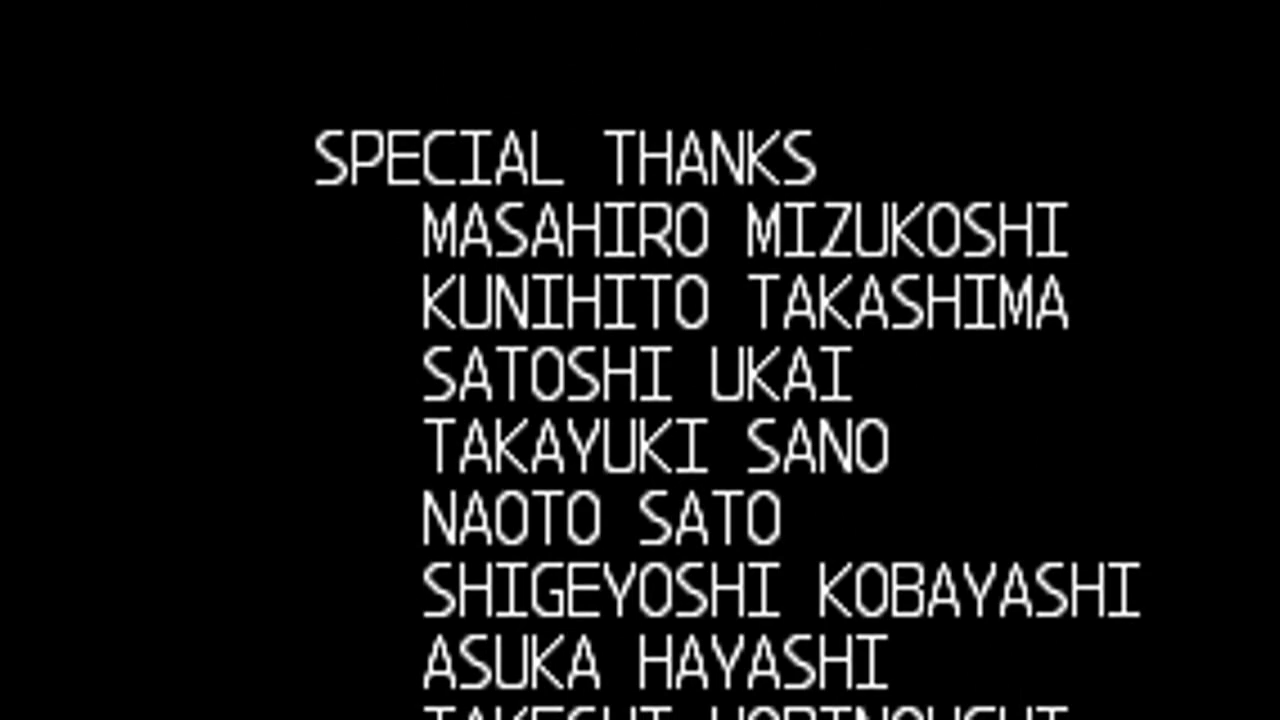 SPECIAL THANKS
MASAHIRO MIZUKOSHI
KUNIHITO TAKASHIMA
SATOSHI UKAI
TAKAYUKI SANO
NAOTO SATO
SHIGEYOSHI KOBAYASHI
ASUKA HAYASHI